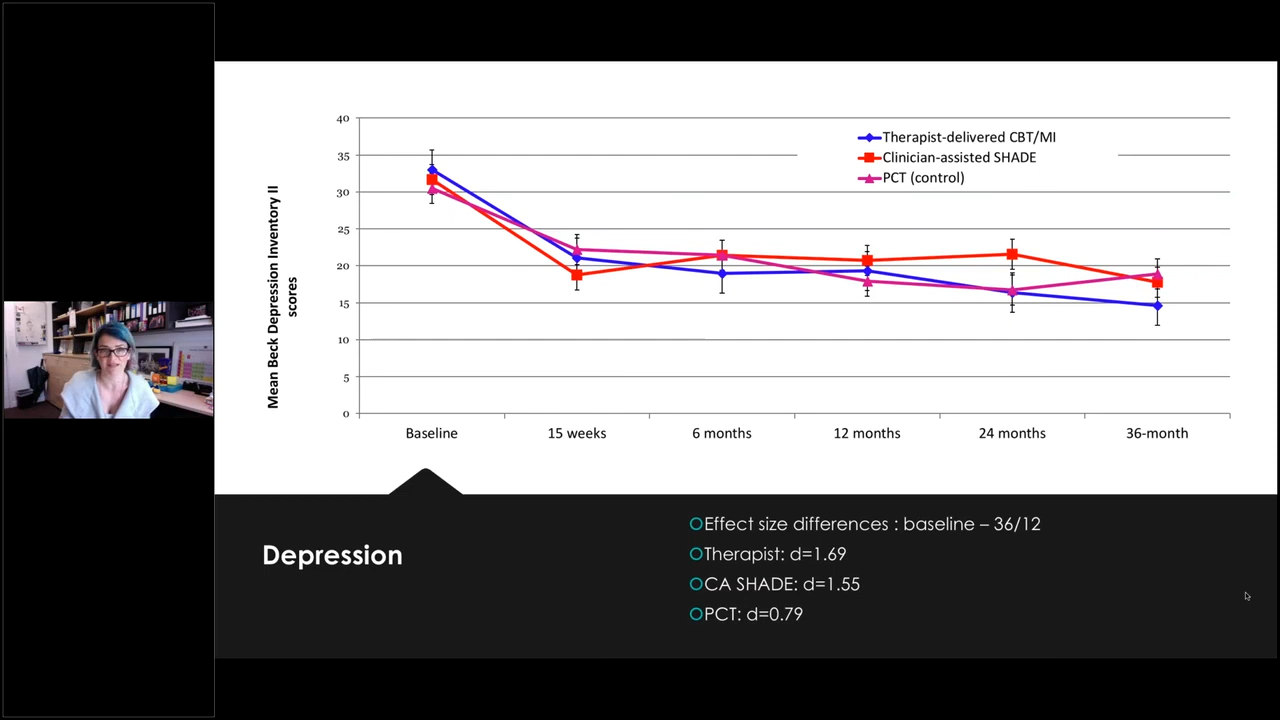 40
35
30
25
20
15
10
5
0
Mean Beck Depression Inventory II
scores
Therapist-delivered CBT/MI
Clinician-assisted SHADE
PCT (control)
Baseline 15 weeks 6 months 12 months 24 months 36-month
Depression
Effect size differences : baseline – 36/12
Therapist: d=1.69
CA SHADE: d=1.55
PCT: d=0.79